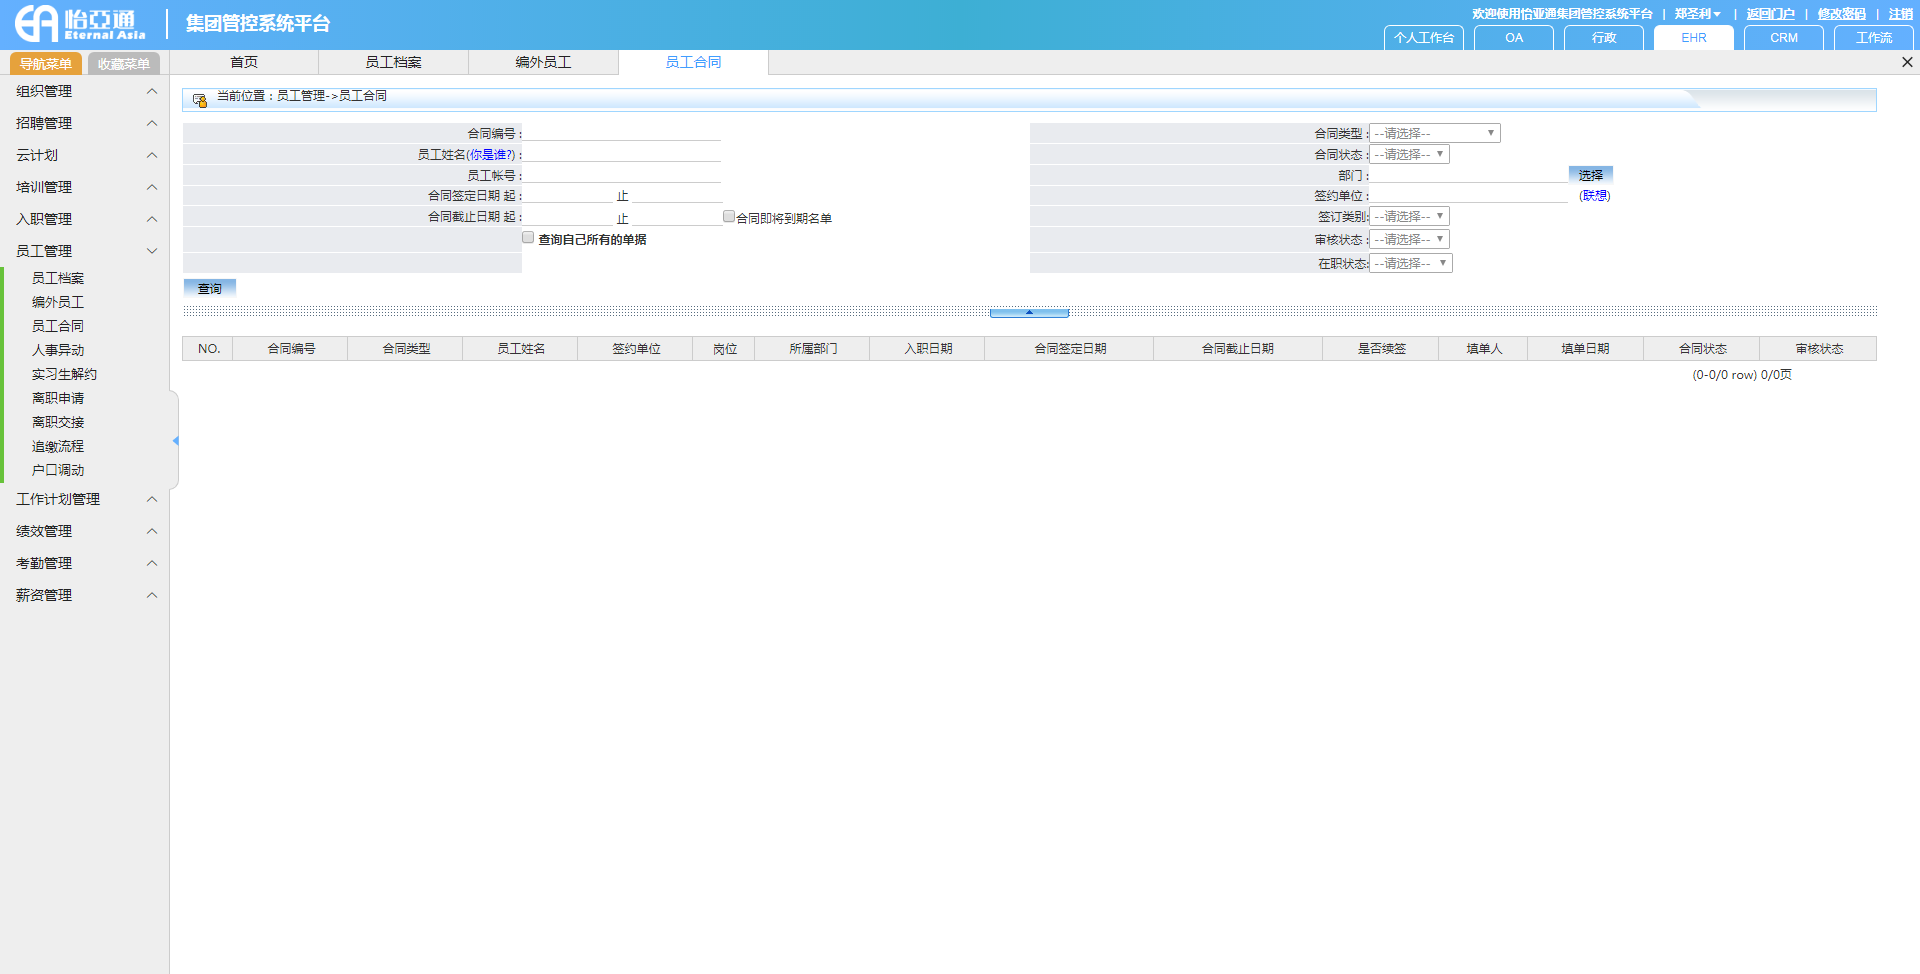 怡亞通
Eternal Asia
集团管控系统平台
欢迎使用怡亚通集团管控系统平台 | 郑圣利 | 返回门户 | 修改密码 | 注销
个人工作台 OA 行政 EHR CRM 工作流
导航菜单 收藏菜单 首页 员工档案 编外员工 员工合同
组织管理
招聘管理
云计划
培训管理
入职管理
员工管理
员工档案
编外员工
员工合同
人事异动
实习生解约
离职申请
离职交接
追缴流程
户口调动
工作计划管理
绩效管理
考勤管理
薪资管理
当前位置：员工管理->员工合同
合同编号： 合同类型：--请选择--
员工姓名(你是谁?)： 合同状态：--请选择--
员工帐号： 部门： 选择
合同签定日期 起： 止 签约单位： (联想)
合同截止日期 起： 止 合同即将到期名单 签订类别:--请选择--
查询自己所有的单据 审核状态：--请选择--
在职状态:--请选择--
查询
NO. 合同编号 合同类型 员工姓名 签约单位 岗位 所属部门 入职日期 合同签定日期 合同截止日期 是否续签 填单人 填单日期 合同状态 审核状态
(0-0/0 row) 0/0页